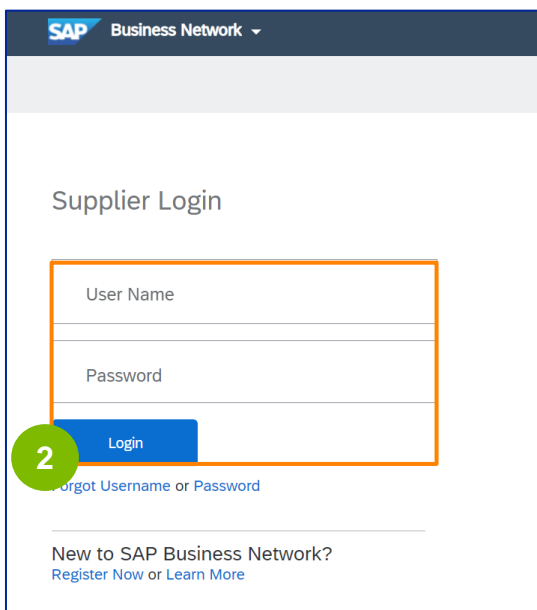 SAP Business Network
Supplier Login
User Name
Password
Login
2
Forgot Username or Password
New to SAP Business Network?
Register Now or Learn More